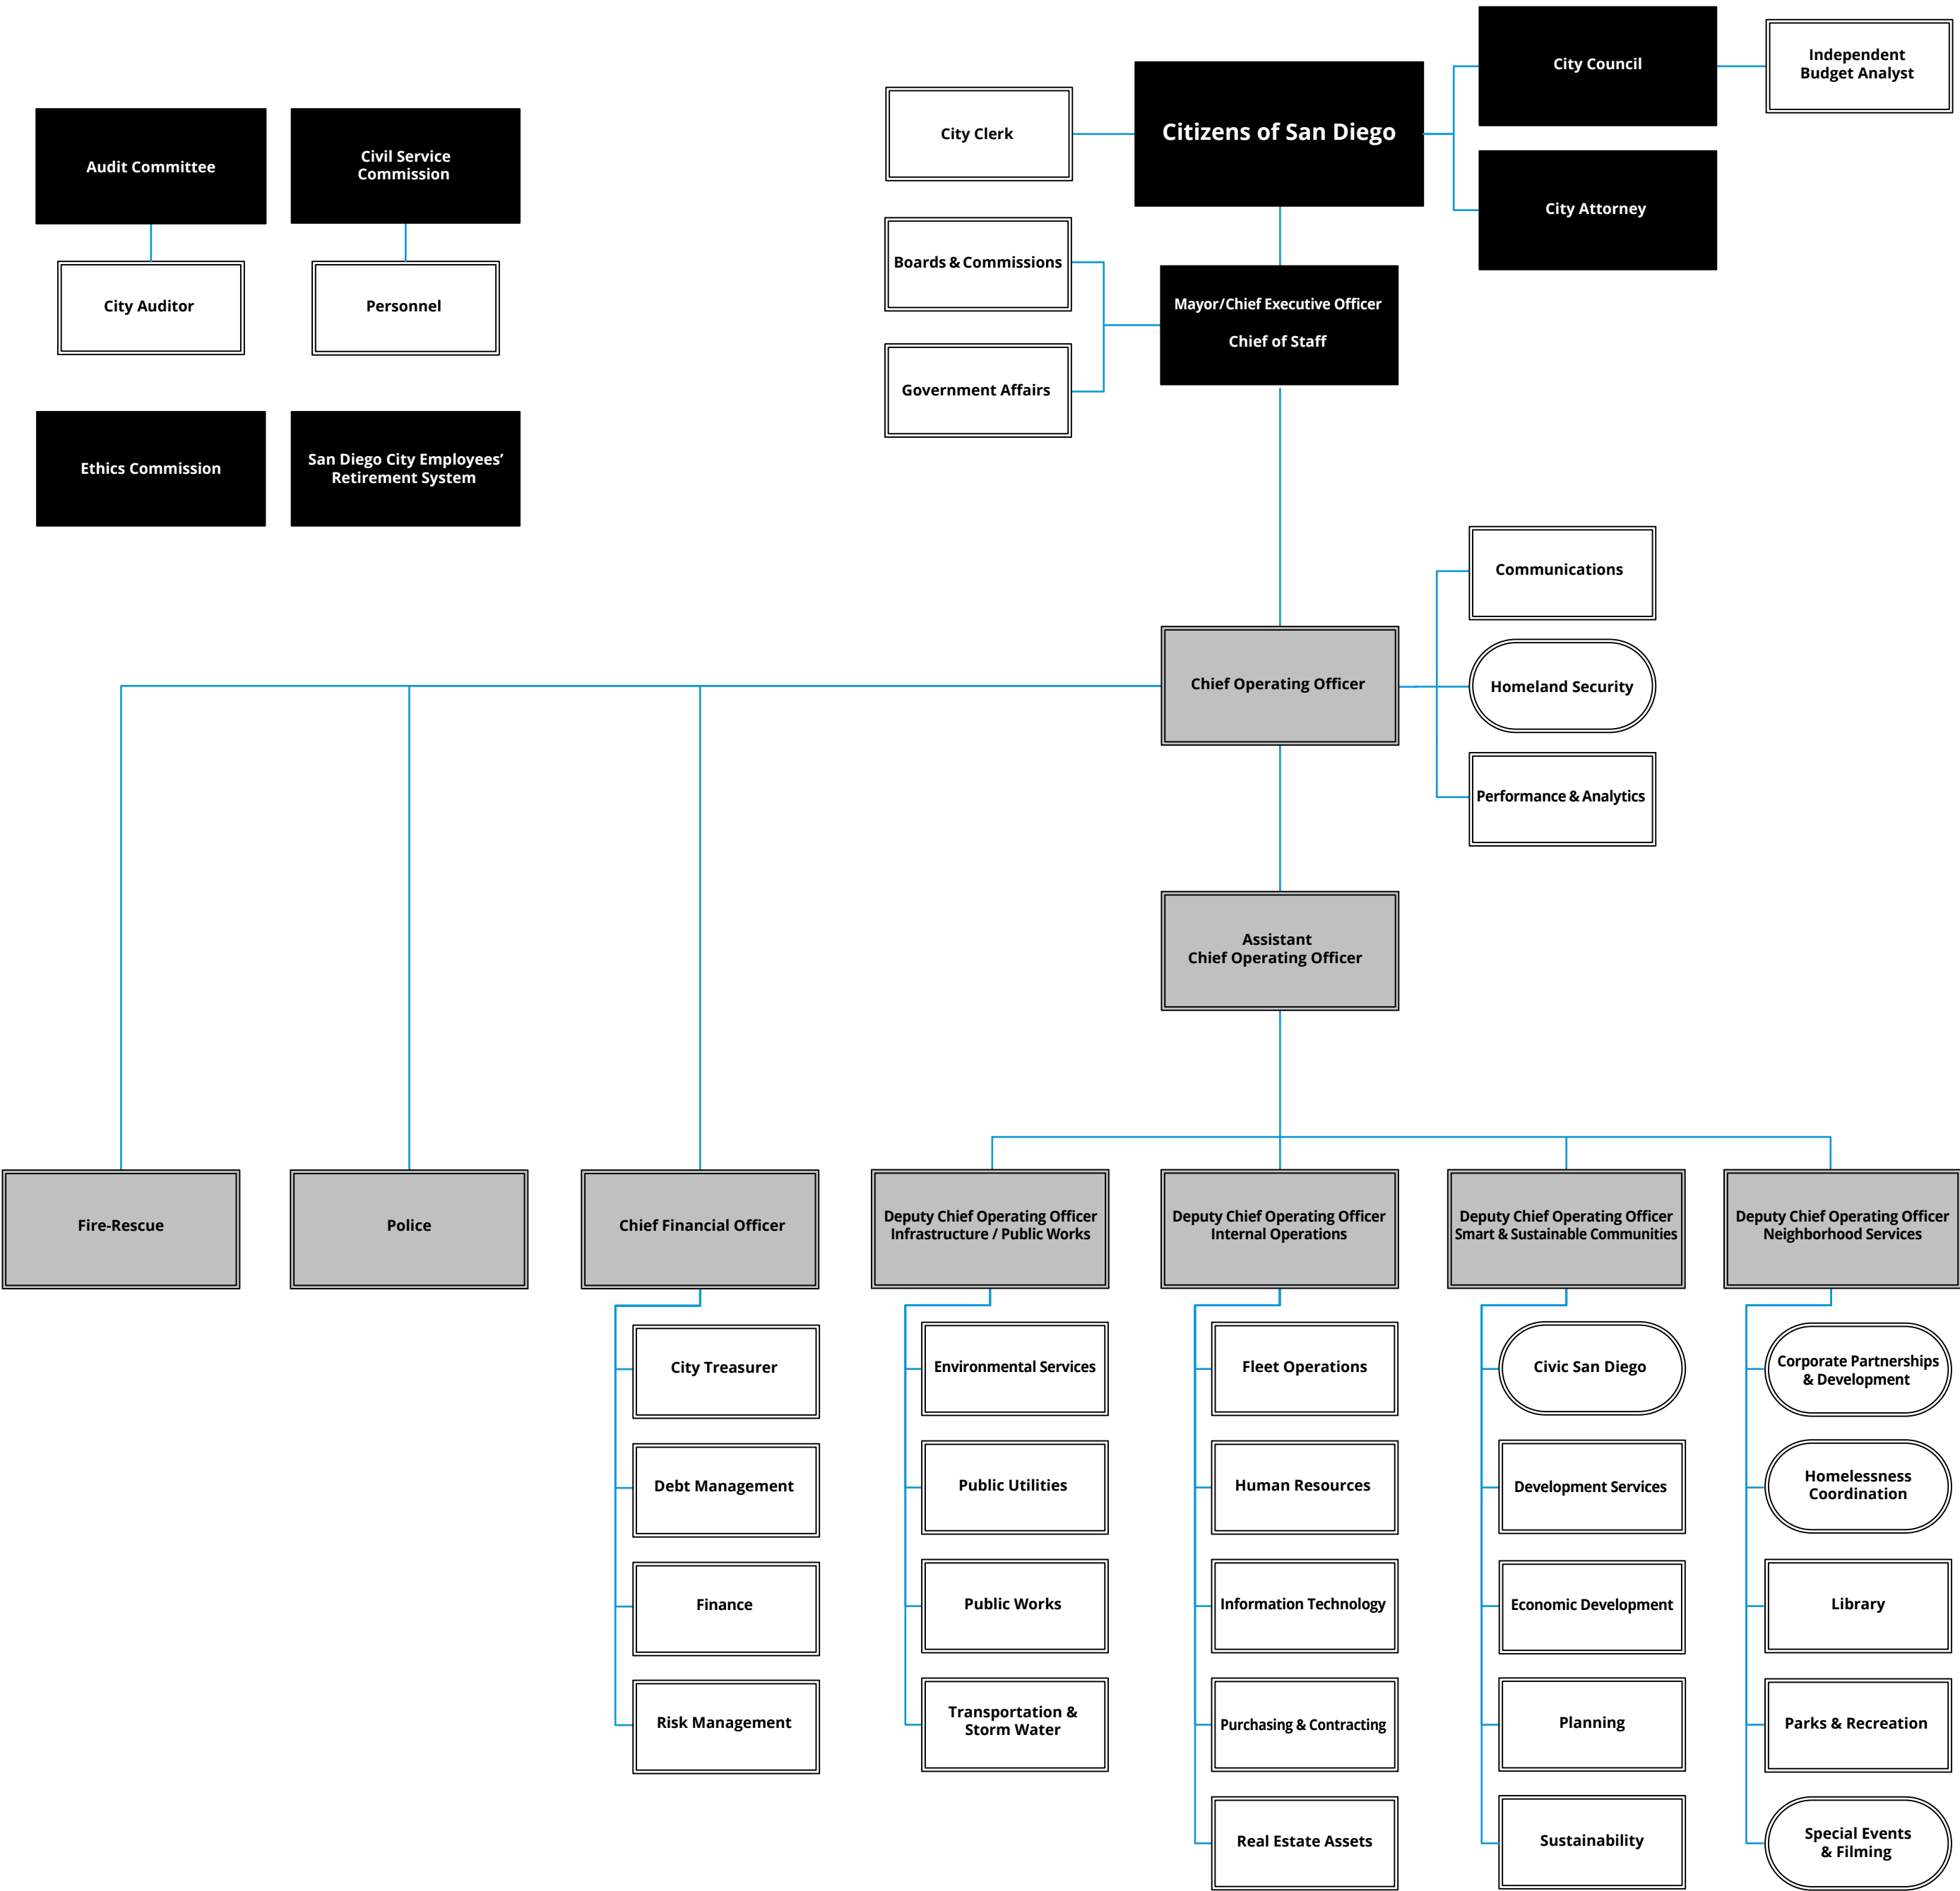 City Council
Independent
Budget Analyst
Citizens of San Diego
City Clerk
Audit Committee
Civil Service
Commission
City Attorney
Boards & Commissions
City Auditor
Personnel
Mayor/Chief Executive Officer
Chief of Staff
Government Affairs
Ethics Commission
San Diego City Employees’
Retirement System
Communications
Chief Operating Officer
Homeland Security
Performance & Analytics
Assistant
Chief Operating Officer
Fire-Rescue
Police
Chief Financial Officer
Deputy Chief Operating Officer
Infrastructure / Public Works
Deputy Chief Operating Officer
Internal Operations
Deputy Chief Operating Officer
Smart & Sustainable Communities
Deputy Chief Operating Officer
Neighborhood Services
City Treasurer
Debt Management
Finance
Risk Management
Environmental Services
Public Utilities
Public Works
Transportation &
Storm Water
Fleet Operations
Human Resources
Information Technology
Purchasing & Contracting
Real Estate Assets
Civic San Diego
Development Services
Economic Development
Planning
Sustainability
Corporate Partnerships
& Development
Homelessness
Coordination
Library
Parks & Recreation
Special Events
& Filming